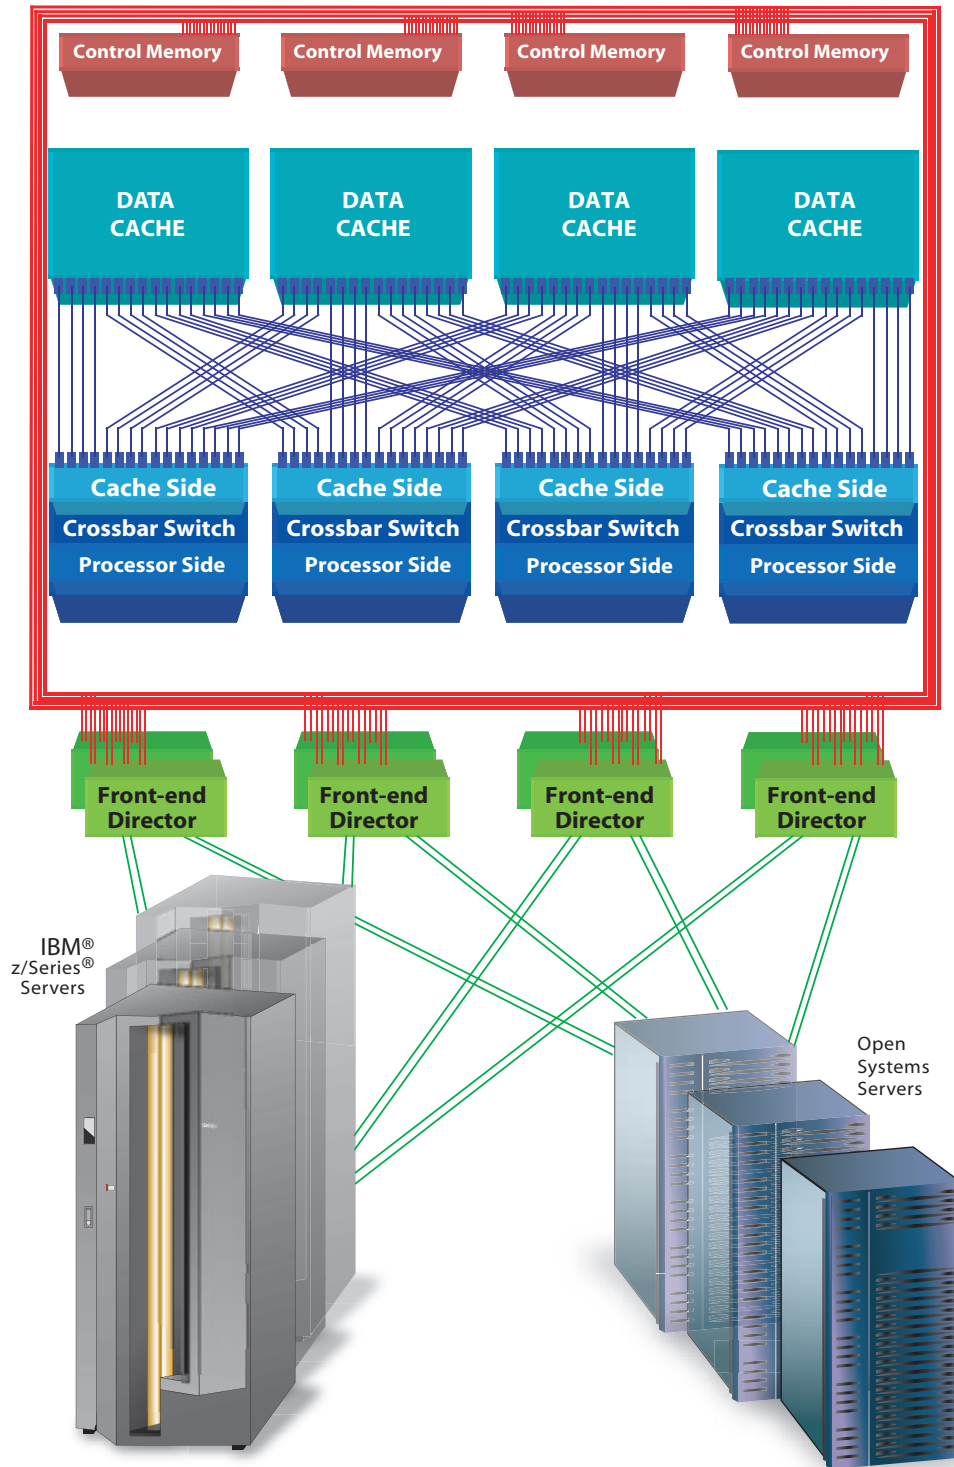 Control Memory
Control Memory
Control Memory
Control Memory
DATA
CACHE
DATA
CACHE
DATA
CACHE
DATA
CACHE
Cache Side
Crossbar Switch
Processor Side
Cache Side
Crossbar Switch
Processor Side
Cache Side
Crossbar Switch
Processor Side
Cache Side
Crossbar Switch
Processor Side
Front-end
Director
Front-end
Director
Front-end
Director
Front-end
Director
IBM®
z/Series®
Servers
Open
Systems
Servers